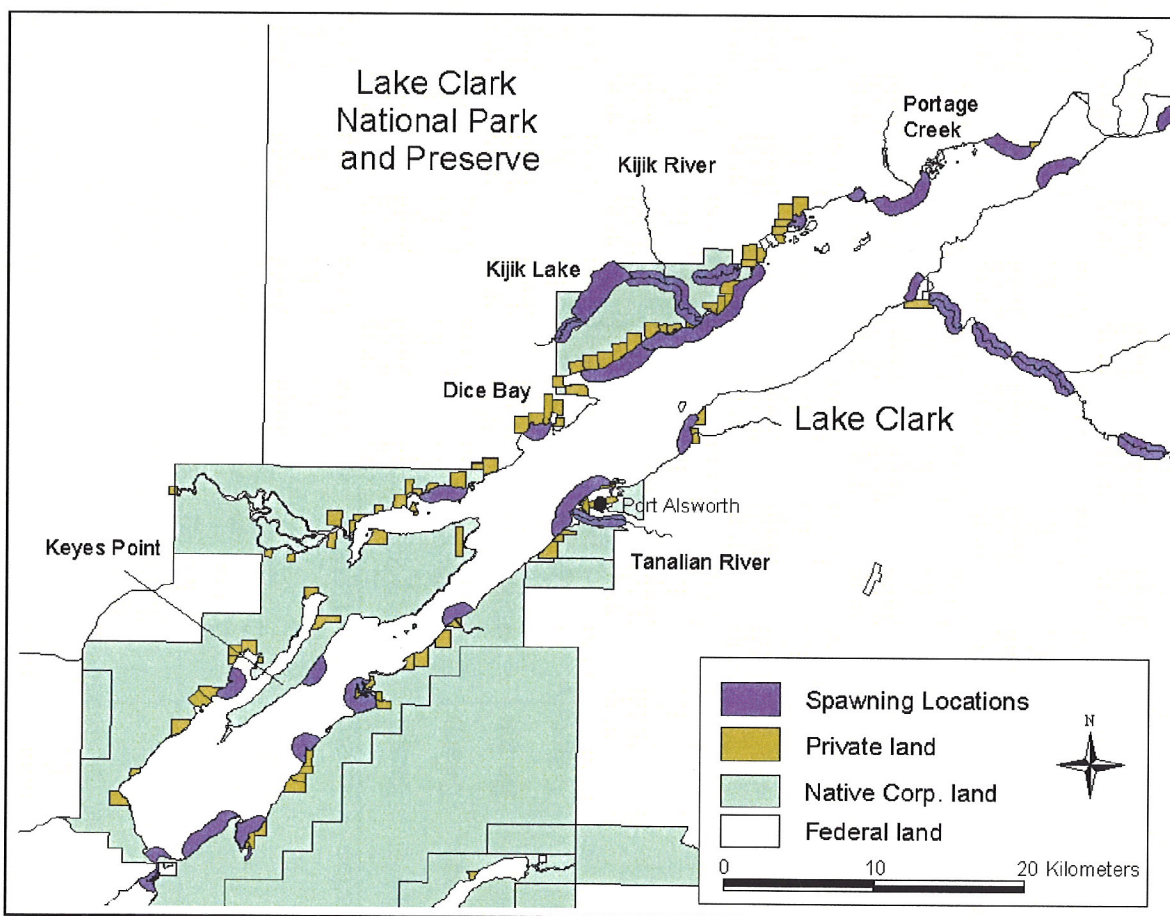 Lake Clark
National Park
and Preserve
Portage
Creek
Kijik River
Kijik Lake
Dice Bay
Lake Clark
Port Alsworth
Keyes Point
Tanalian River
Spawning Locations
Private land
Native Corp. land
Federal land
N
0 10 20 Kilometers